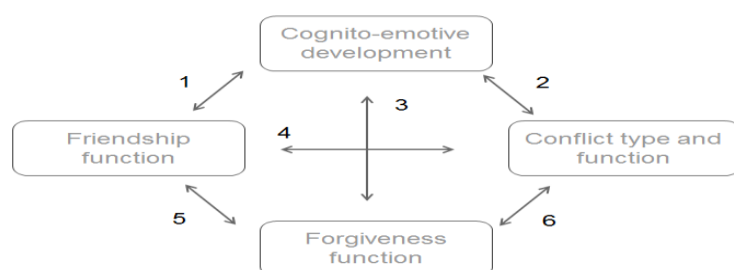 Cognito-emotive
development
1
2
3
Friendship
function
4
Conflict type and
function
5
6
Forgiveness
function